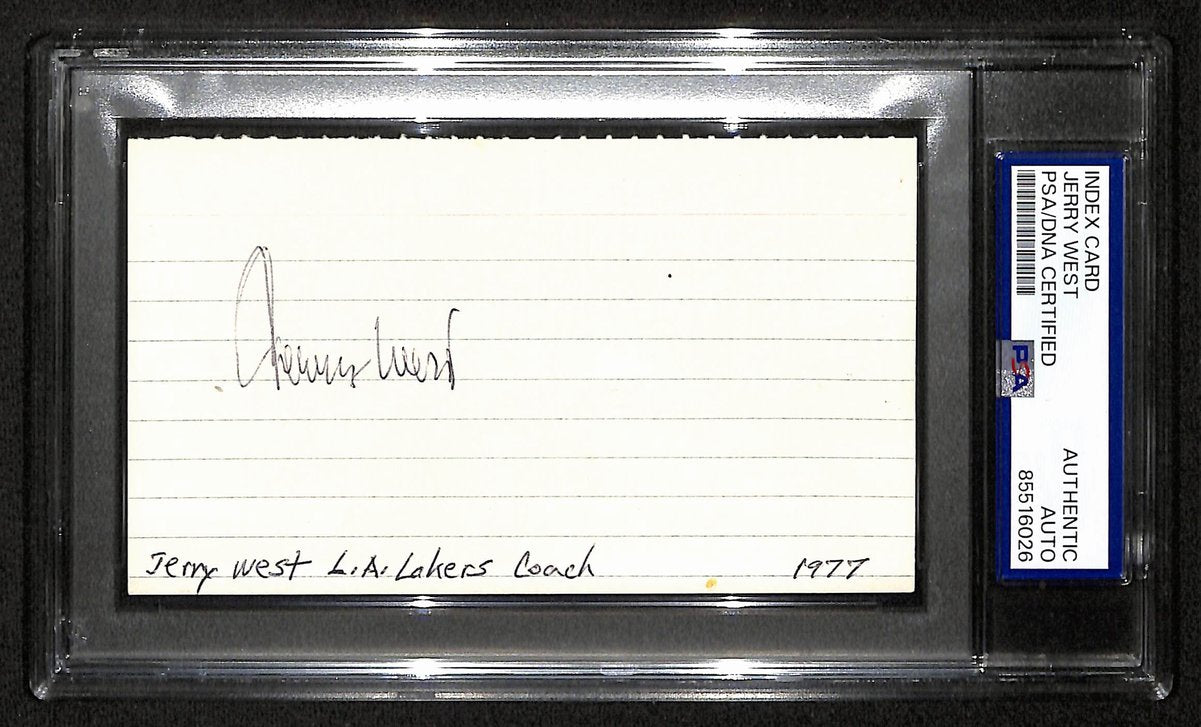 Jerry West
Jerry West L.A. Lakers Coach 1977
INDEX CARD
JERRY WEST
PSA/DNA CERTIFIED
PSA
AUTHENTIC
AUTO
85516026